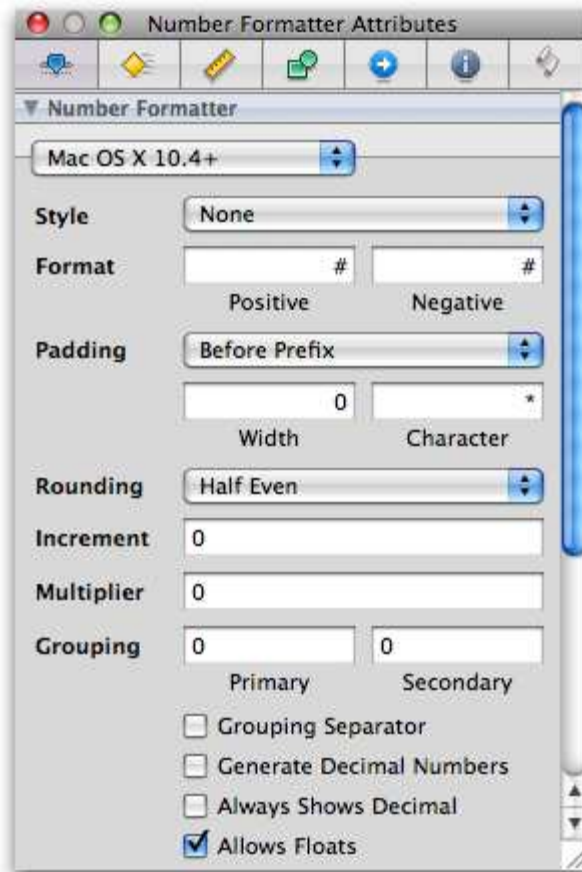 Number Formatter Attributes
Number Formatter
Mac OS X 10.4+
Style None
Format # #
Positive Negative
Padding Before Prefix
0 *
Width Character
Rounding Half Even
Increment 0
Multiplier 0
Grouping 0 0
Primary Secondary
Grouping Separator
Generate Decimal Numbers
Always Shows Decimal
Allows Floats